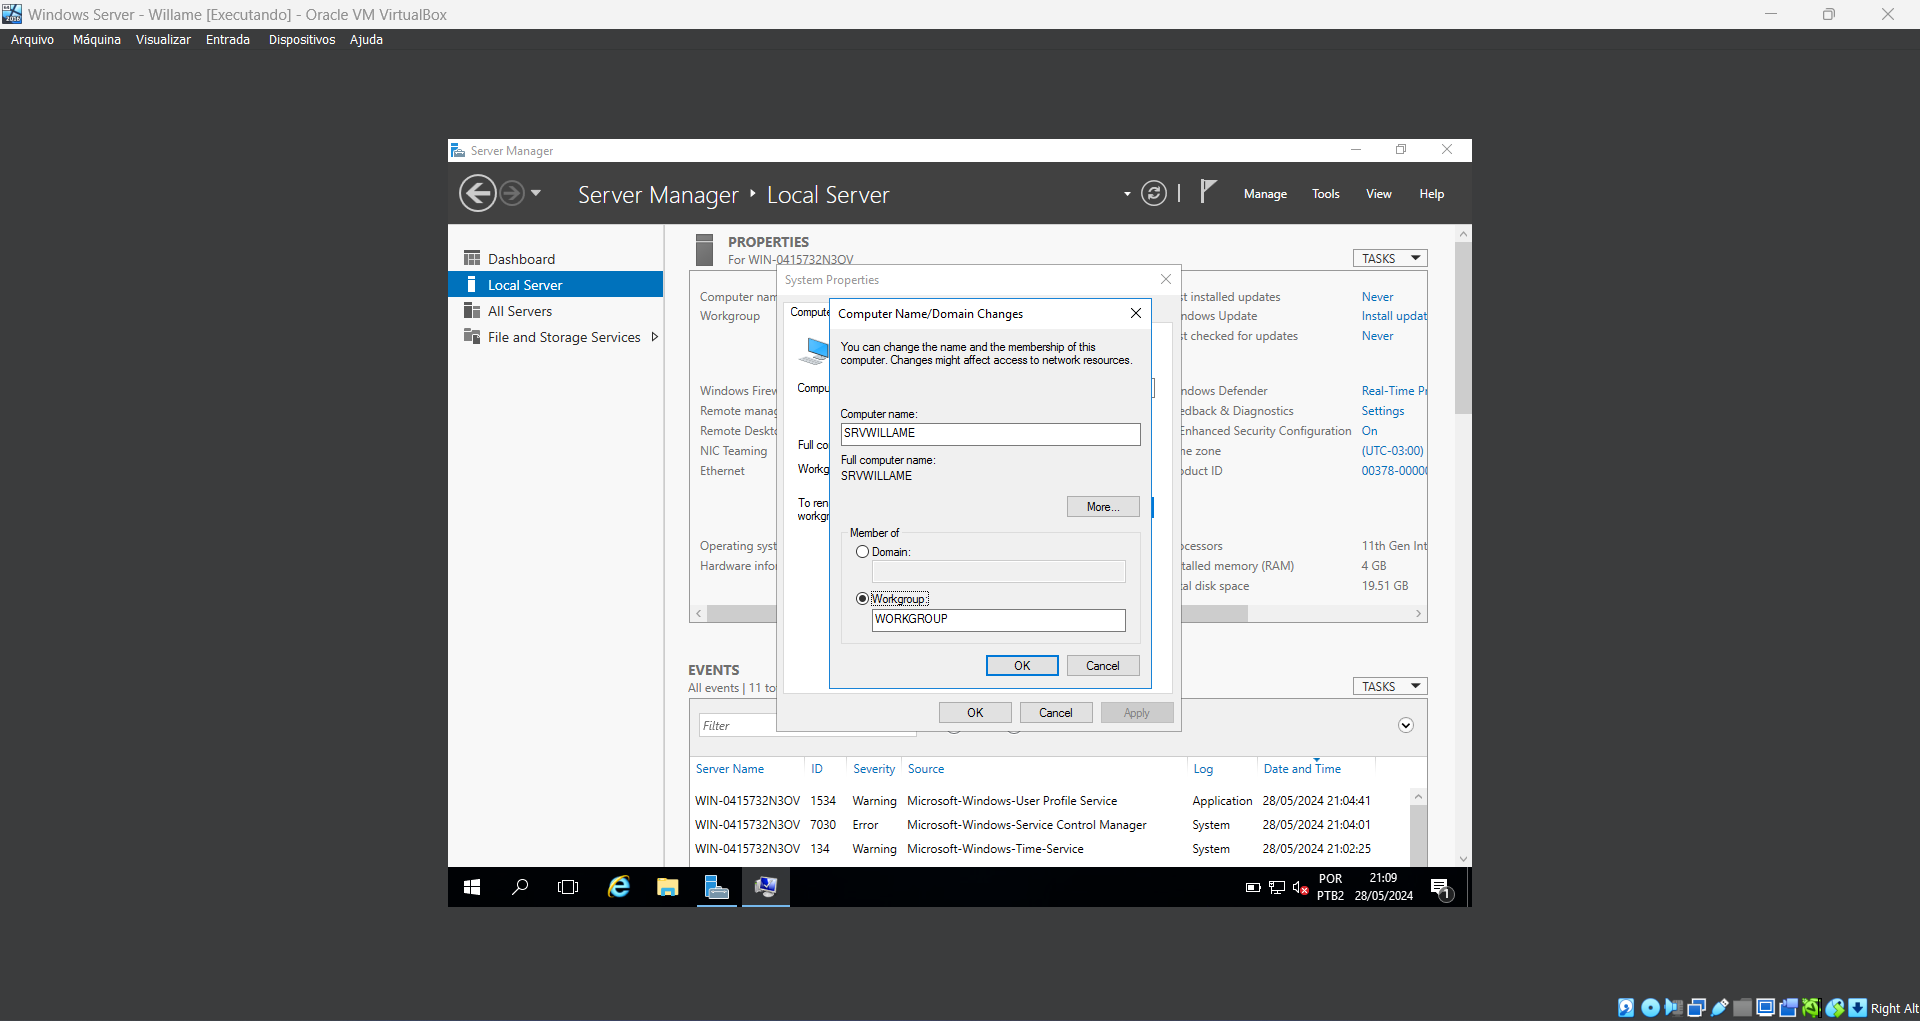 Windows Server - Willame [Executando] - Oracle VM VirtualBox
Arquivo Máquina Visualizar Entrada Dispositivos Ajuda
Server Manager
Server Manager Local Server
Manage Tools View Help
Dashboard
Local Server
All Servers
File and Storage Services
PROPERTIES
For WIN-0415732N3OV
TASKS
Computer nam
Workgroup
Windows Firew
Remote manag
Remote Deskto
NIC Teaming
Ethernet
Operating syst
Hardware info
st installed updates Never
ndows Update Install updat
st checked for updates Never
ndows Defender Real-Time Pr
edback & Diagnostics Settings
Enhanced Security Configuration On
me zone (UTC-03:00)
oduct ID 00378-0000
ocessors 11th Gen Int
talled memory (RAM) 4 GB
tal disk space 19.51 GB
System Properties
Compute
Compu
Full co
Workg
To ren
workgr
OK Cancel Apply
Computer Name/Domain Changes
You can change the name and the membership of this
computer. Changes might affect access to network resources.
Computer name:
SRVWILLAME
Full computer name:
SRVWILLAME
More...
Member of
Domain:
Workgroup:
WORKGROUP
OK Cancel
EVENTS
All events | 11 to
TASKS
Filter
Server Name ID Severity Source Log Date and Time
WIN-0415732N3OV 1534 Warning Microsoft-Windows-User Profile Service Application 28/05/2024 21:04:41
WIN-0415732N3OV 7030 Error Microsoft-Windows-Service Control Manager System 28/05/2024 21:04:01
WIN-0415732N3OV 134 Warning Microsoft-Windows-Time-Service System 28/05/2024 21:02:25
POR
PTB2
21:09
28/05/2024
1
Right Alt